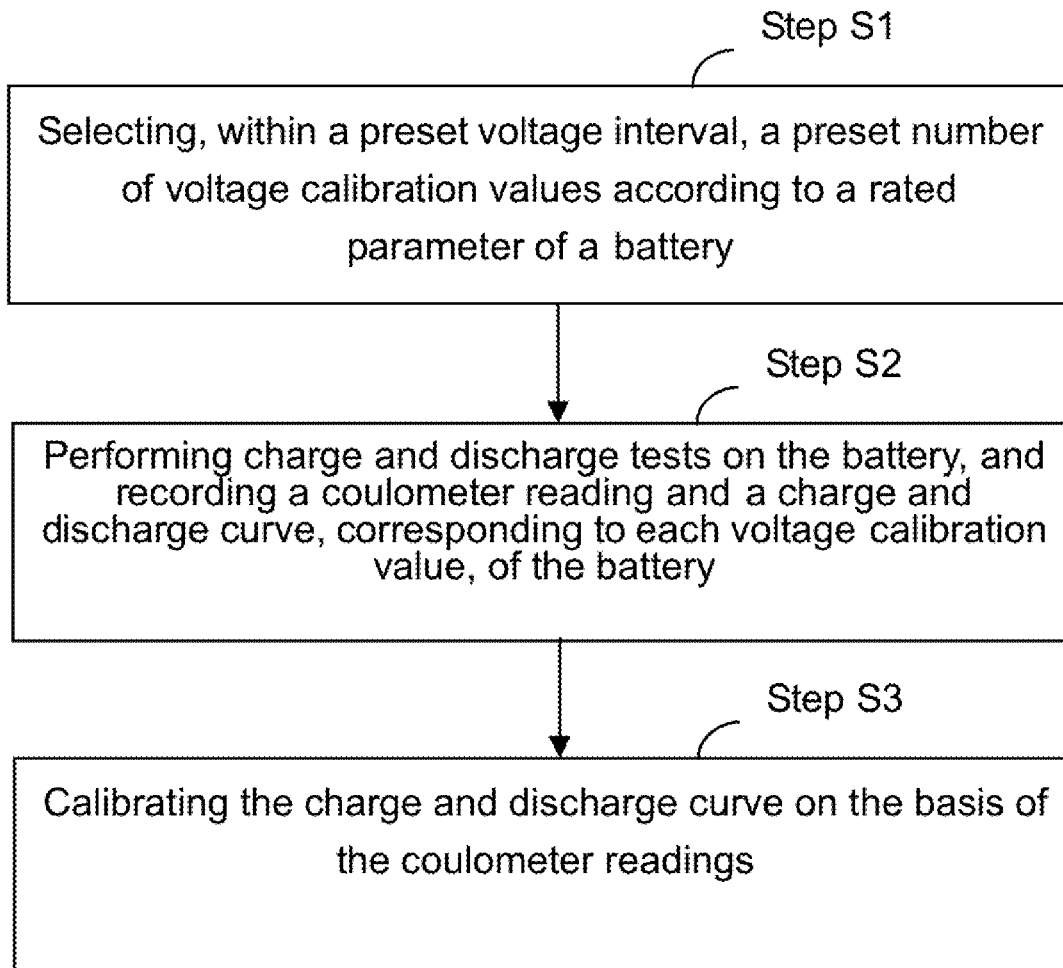 Step S1
Selecting, within a preset voltage interval, a preset number
of voltage calibration values according to a rated
parameter of a battery
Step S2
Performing charge and discharge tests on the battery, and
recording a coulometer reading and a charge and
discharge curve, corresponding to each voltage calibration
value, of the battery
Step S3
Calibrating the charge and discharge curve on the basis of
the coulometer readings